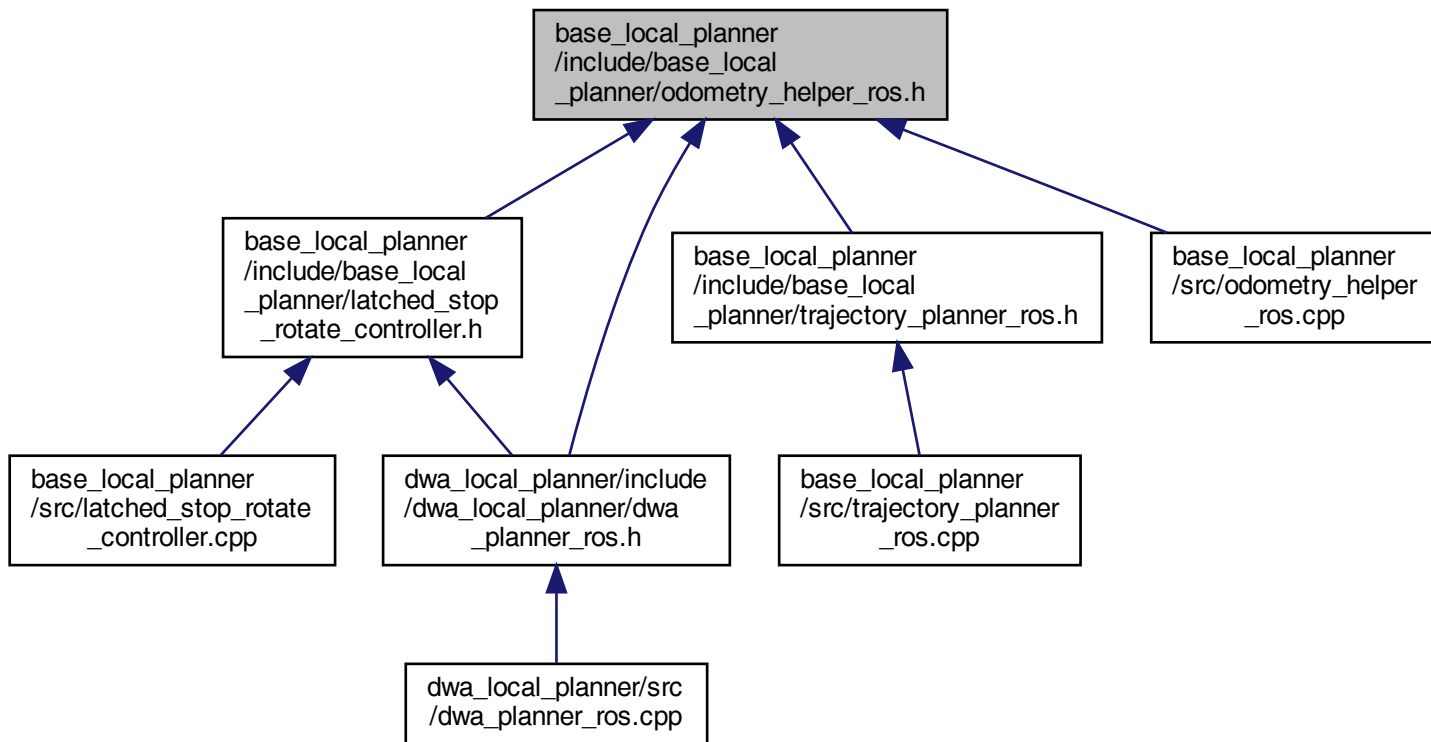 base_local_planner
/include/base_local
_planner/odometry_helper_ros.h
base_local_planner
/include/base_local
_planner/latched_stop
_rotate_controller.h
base_local_planner
/include/base_local
_planner/trajectory_planner_ros.h
base_local_planner
/src/odometry_helper
_ros.cpp
base_local_planner
/src/latched_stop_rotate
_controller.cpp
dwa_local_planner/include
/dwa_local_planner/dwa
_planner_ros.h
base_local_planner
/src/trajectory_planner
_ros.cpp
dwa_local_planner/src
/dwa_planner_ros.cpp